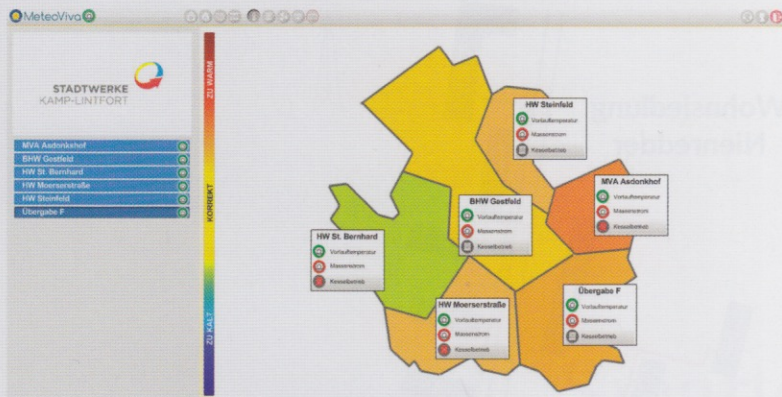 MeteoViva
STADTWERKE
KAMP-LINTFORT
MVA Asdonkshof
BHW Gestfeld
HW St. Bernhard
HW Moerserstraße
HW Steinfeld
Übergabe F
ZU WARM
KORREKT
ZU KALT
HW Steinfeld
Vorlauftemperatur
Massenstrom
Kesselbetrieb
MVA Asdonkhof
Vorlauftemperatur
Massenstrom
Kesselbetrieb
BHW Gestfeld
Vorlauftemperatur
Massenstrom
Kesselbetrieb
HW St. Bernhard
Vorlauftemperatur
Massenstrom
Kesselbetrieb
Übergabe F
Vorlauftemperatur
Massenstrom
Kesselbetrieb
HW Moerserstraße
Vorlauftemperatur
Massenstrom
Kesselbetrieb